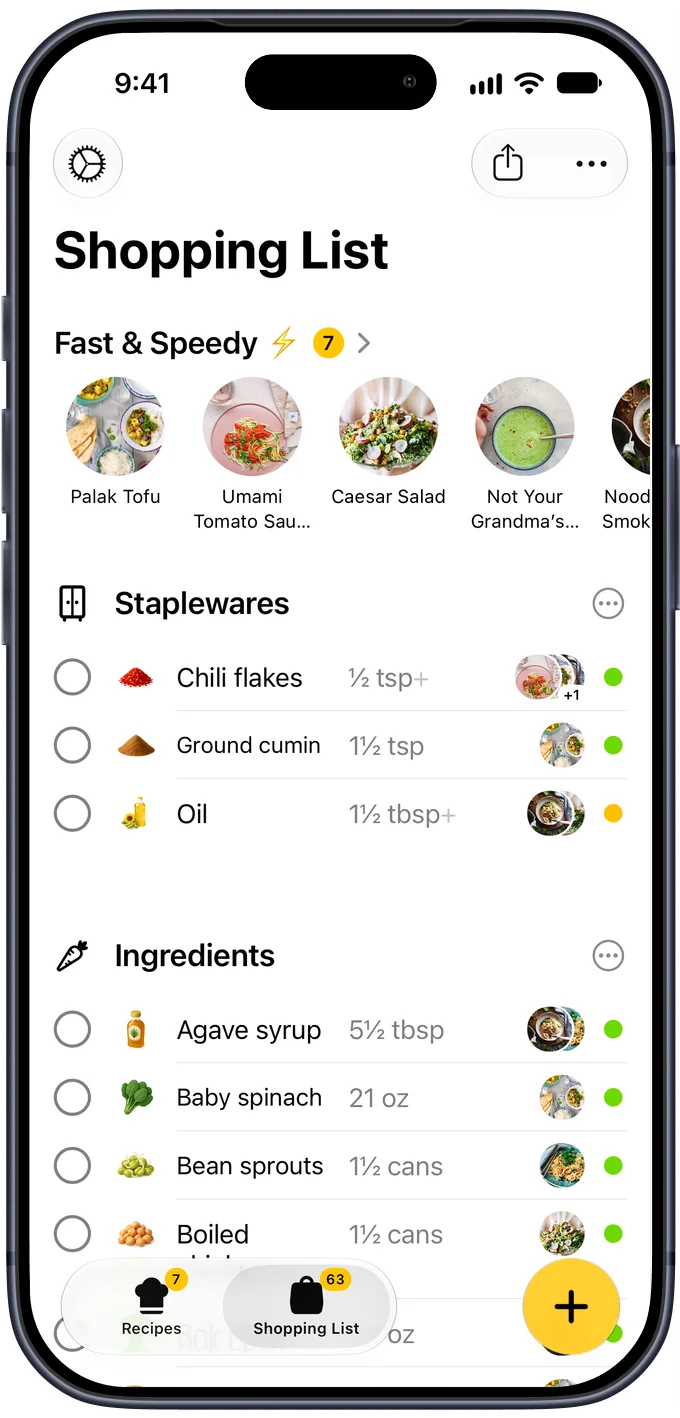 9:41
Shopping List
Fast & Speedy ⚡ 7
Palak Tofu
Umami
Tomato Sau...
Caesar Salad
Not Your
Grandma's...
Nood
Smok
Staplewares
Chili flakes ½ tsp+
+1
Ground cumin 1½ tsp
Oil 1½ tbsp+
Ingredients
Agave syrup 5½ tbsp
Baby spinach 21 oz
Bean sprouts 1½ cans
Boiled 1½ cans
oz
7
Recipes
63
Shopping List